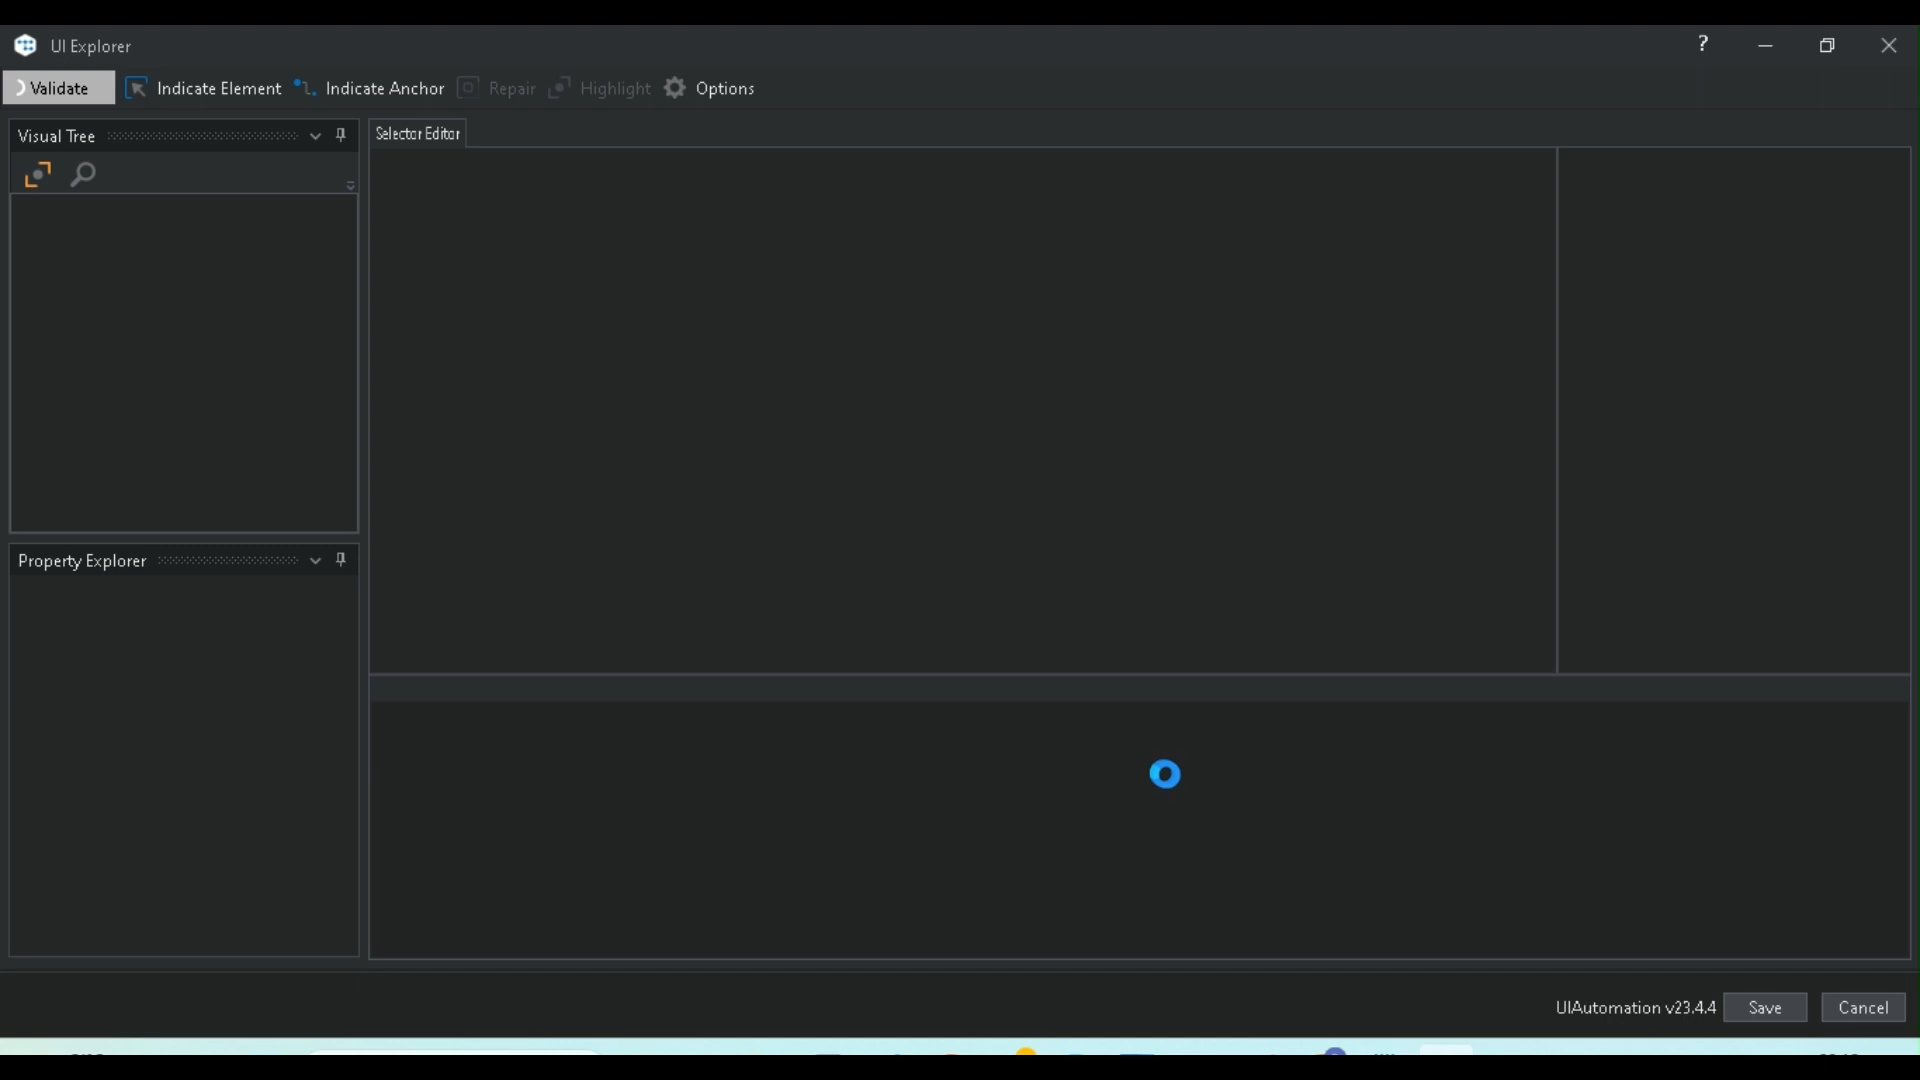 UI Explorer
?
Validate Indicate Element Indicate Anchor Repair Highlight Options
Visual Tree
Selector Editor
Property Explorer
UIAutomation v23.4.4 Save Cancel